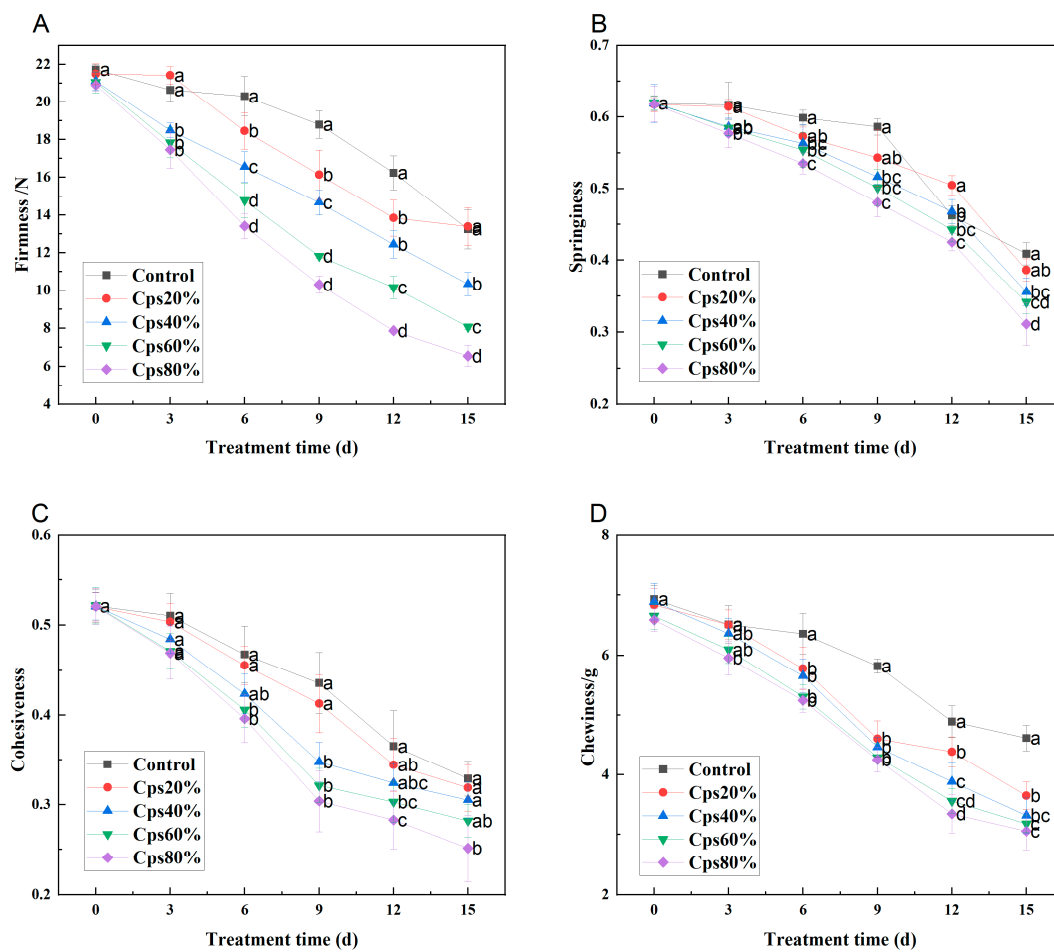 A
Firmness /N
22
20
18
16
14
12
10
8
6
4
a
a
a
a
a
a
a
b
b
b
a
b
c
c
b
b
b
d
d
c
c
b
d
d
d
d
Control
Cps20%
Cps40%
Cps60%
Cps80%
0 3 6 9 12 15
Treatment time (d)
B
Springiness
0.7
0.6
0.5
0.4
0.3
0.2
a
a
a
a
b
a
a
ab
ab
a
ab
ab
bc
bc
b
bc
ab
bc
bc
bc
cd
b
c
c
c
d
Control
Cps20%
Cps40%
Cps60%
Cps80%
0 3 6 9 12 15
Treatment time (d)
C
Cohesiveness
0.6
0.5
0.4
0.3
0.2
a
a
a
a
a
a
a
a
a
ab
a
a
ab
b
abc
a
a
b
b
bc
ab
a
b
b
c
b
Control
Cps20%
Cps40%
Cps60%
Cps80%
0 3 6 9 12 15
Treatment time (d)
D
Chewiness/g
8
6
4
2
a
a
a
a
a
a
a
b
b
b
b
ab
b
b
c
bc
ab
b
b
cd
c
b
b
b
d
c
Control
Cps20%
Cps40%
Cps60%
Cps80%
0 3 6 9 12 15
Treatment time (d)